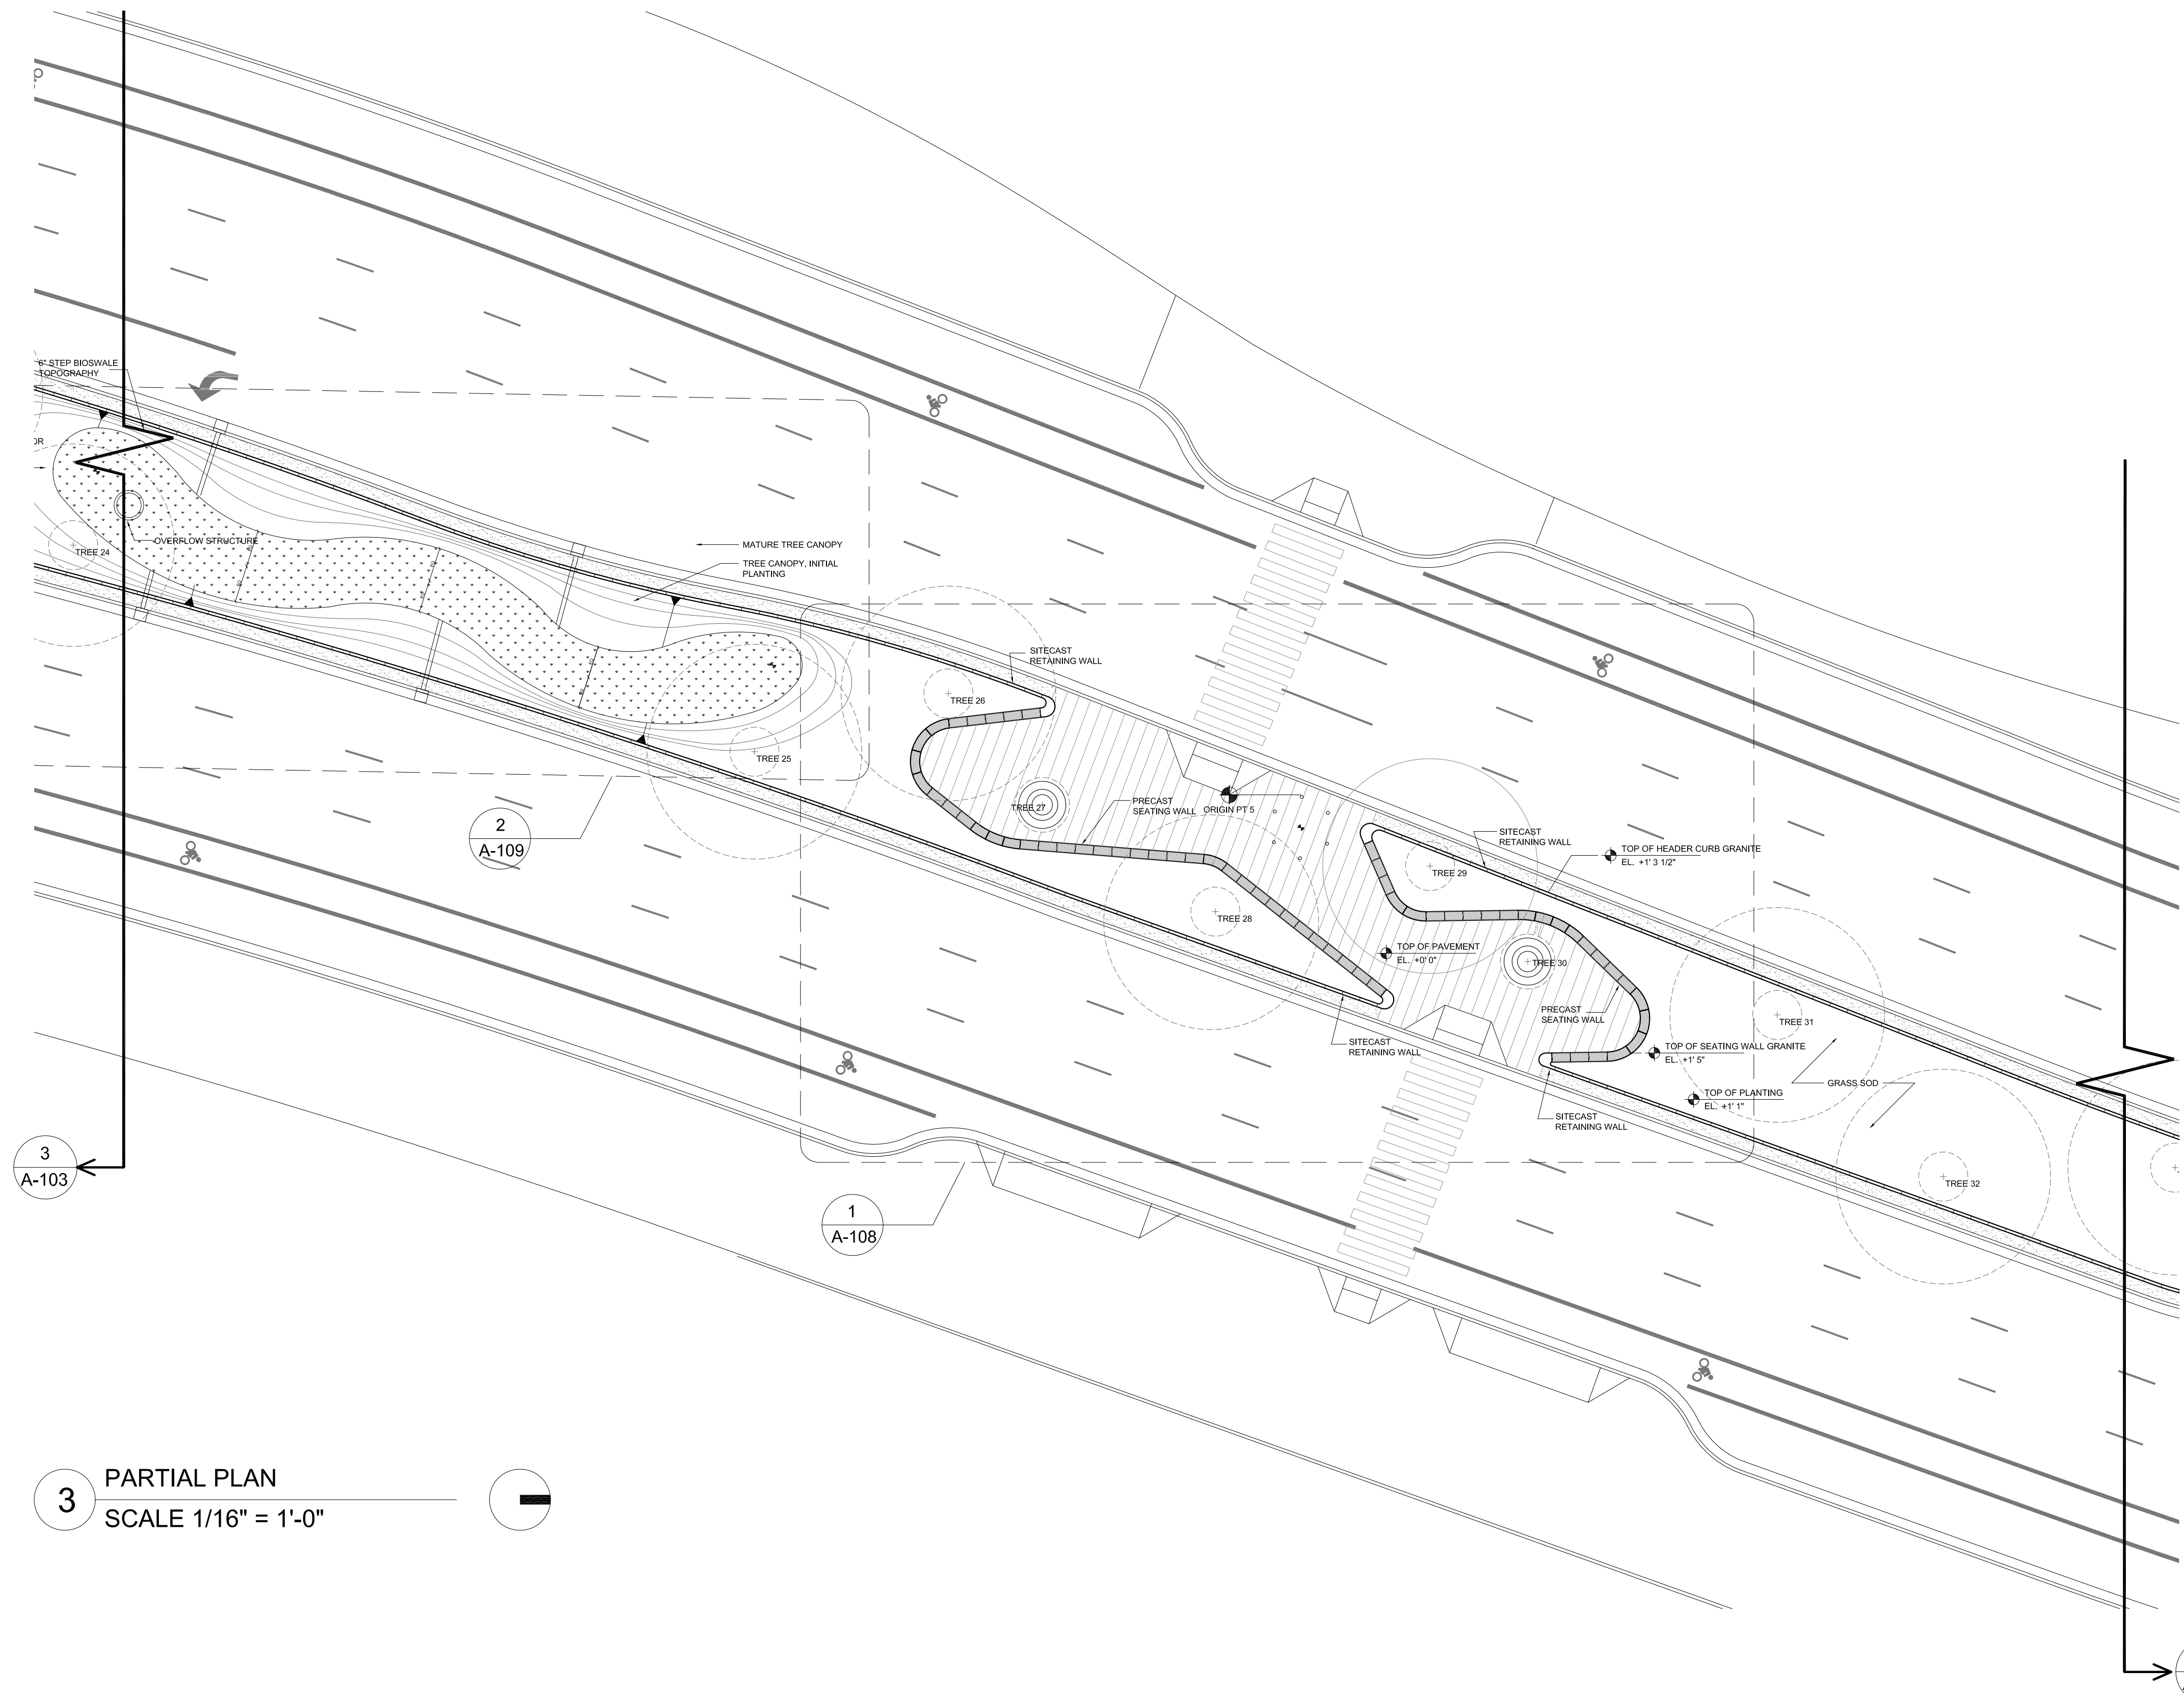 6" STEP BIOSWALE
TOPOGRAPHY
OR
TREE 24
OVERFLOW STRUCTURE
MATURE TREE CANOPY
TREE CANOPY, INITIAL
PLANTING
SITECAST
RETAINING WALL
TREE 26
TREE 25
TREE 27
PRECAST
SEATING WALL
ORIGIN PT 5
2
A-109
SITECAST
RETAINING WALL
TOP OF HEADER CURB GRANITE
EL. +1' 3 1/2"
TREE 29
TREE 28
TOP OF PAVEMENT
EL. +0' 0"
TREE 30
PRECAST
SEATING WALL
TREE 31
SITECAST
RETAINING WALL
TOP OF SEATING WALL GRANITE
EL. +1' 5"
GRASS SOD
TOP OF PLANTING
EL. +1' 1"
SITECAST
RETAINING WALL
TREE 32
3
A-103
1
A-108
3
PARTIAL PLAN
SCALE 1/16" = 1'-0"